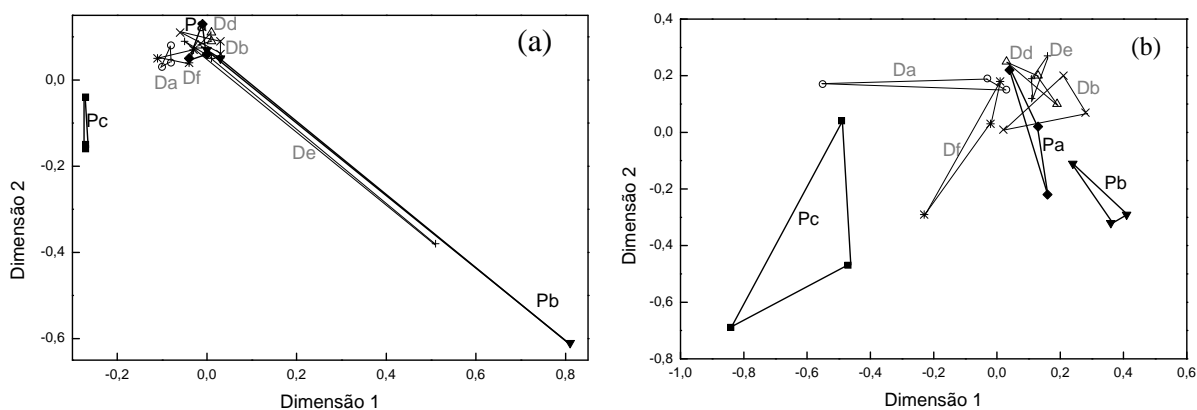 (a)
P
Dd
Db
Da
Df
Pc
De
Pb
0,0
-0,2
-0,4
-0,6
-0,2
0,0
0,2
0,4
0,6
0,8
Dimensão 1
Dimensão 2
(b)
Dd
De
Da
Db
Df
Pa
Pb
Pc
0,4
0,2
0,0
-0,2
-0,4
-0,6
-0,8
-1,0
-0,8
-0,6
-0,4
-0,2
0,0
0,2
0,4
0,6
Dimensão 1
Dimensão 2